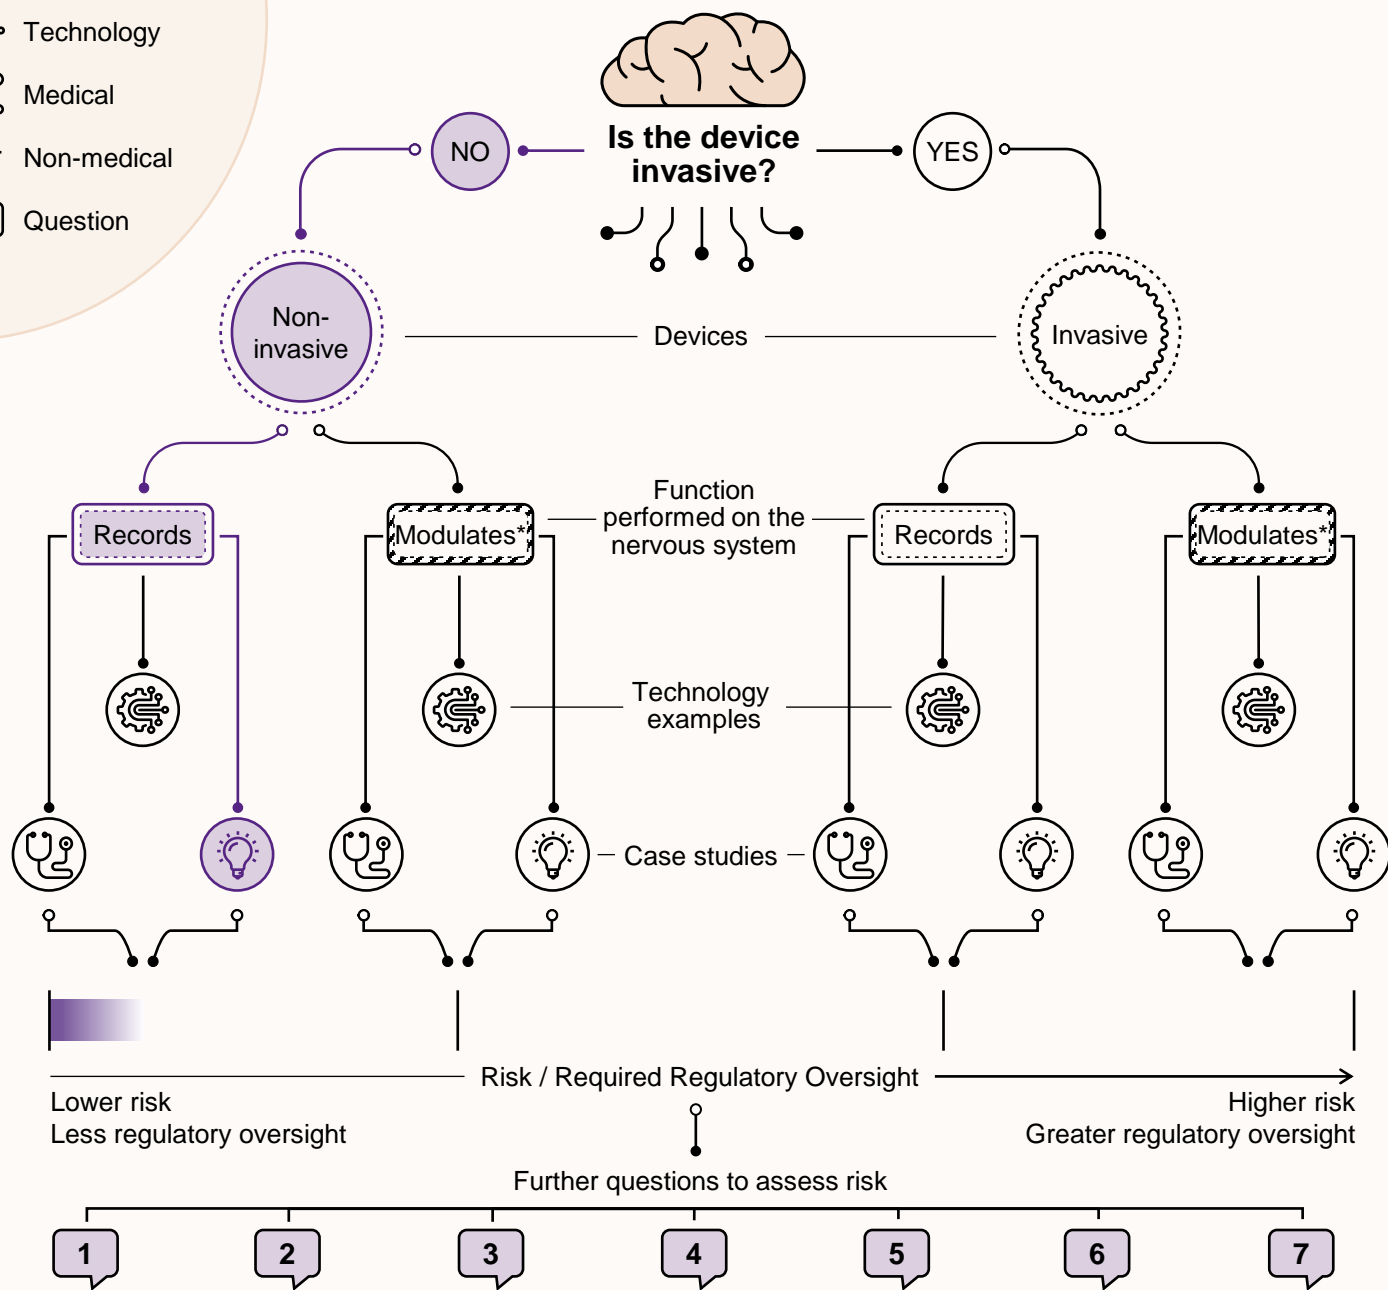 Technology
Medical
Non-medical
Question
Is the device
invasive?
NO
YES
Non-
invasive
Devices
Invasive
Function
performed on the
nervous system
Records
Modulates*
Records
Modulates*
Technology
examples
Case studies
Risk / Required Regulatory Oversight
Lower risk
Less regulatory oversight
Higher risk
Greater regulatory oversight
Further questions to assess risk
1
2
3
4
5
6
7